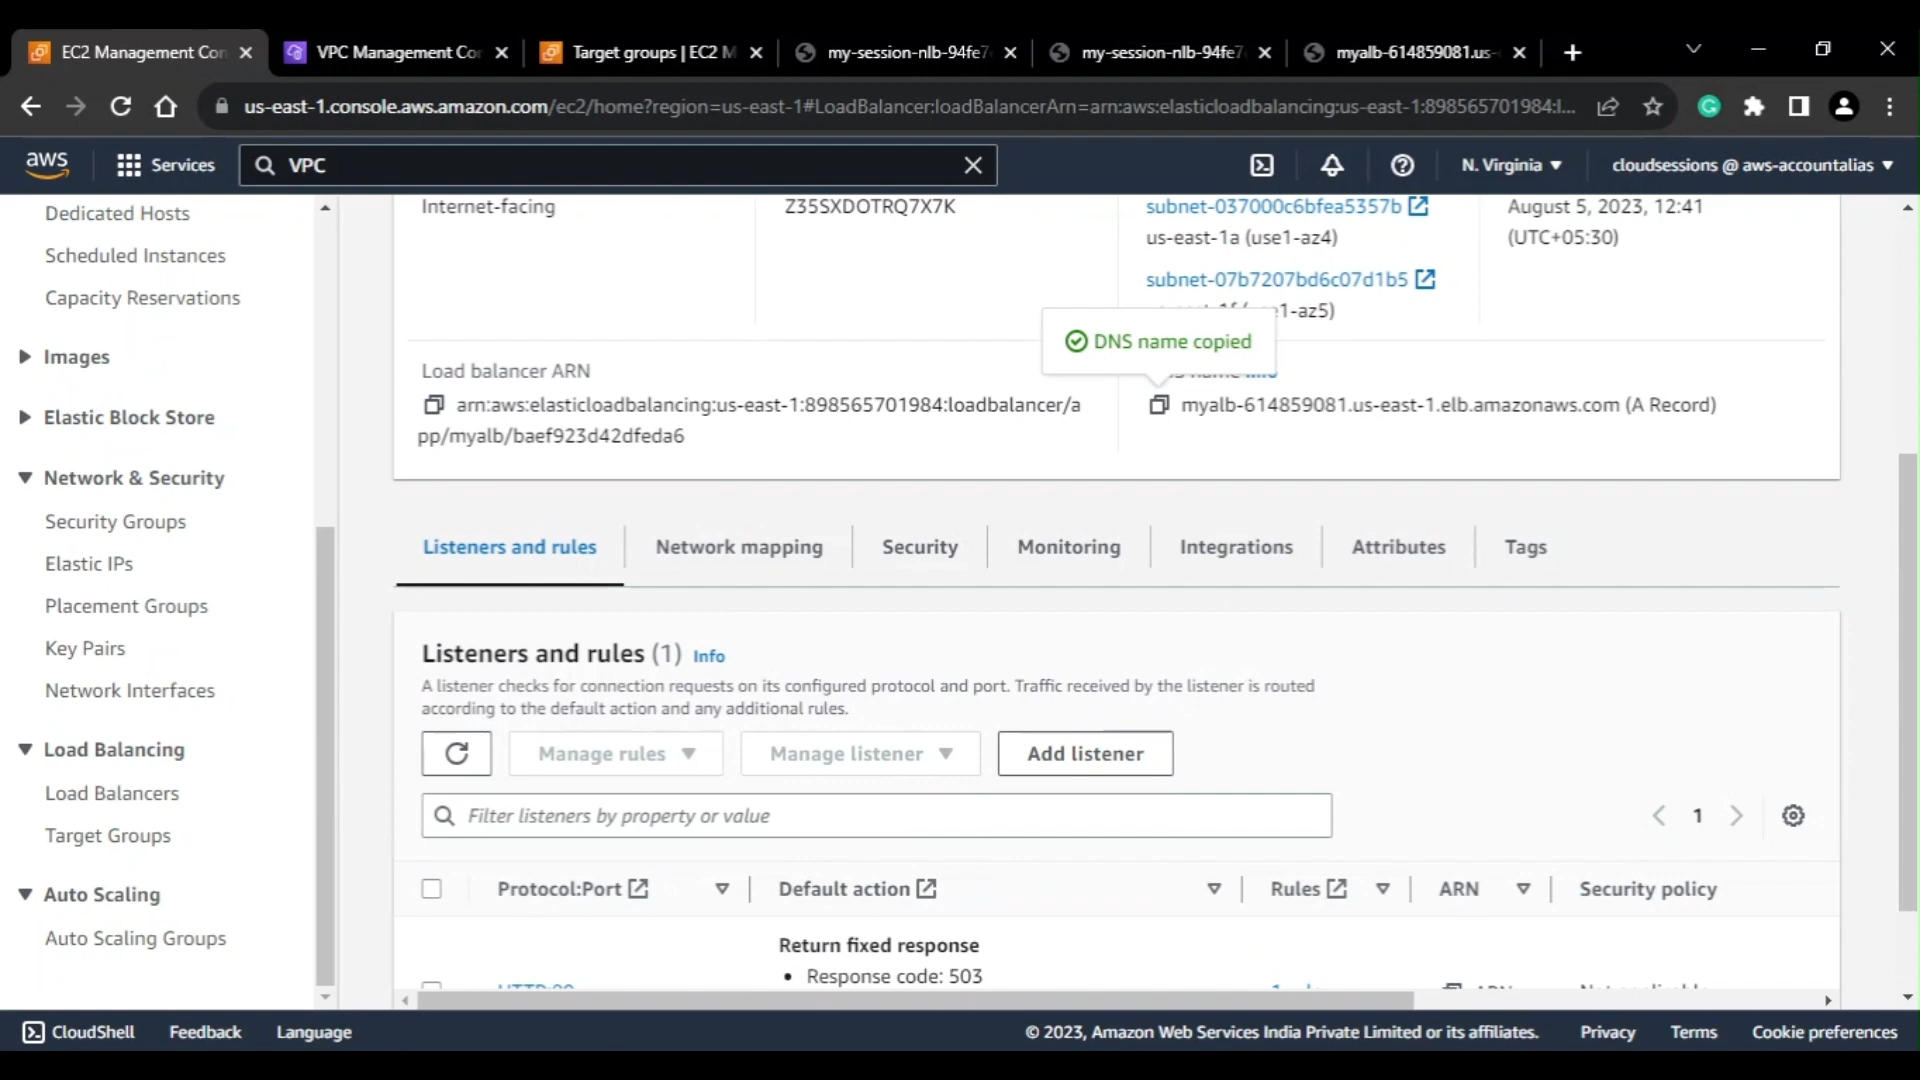 EC2 Management Con
VPC Management Co
Target groups | EC2 M
my-session-nlb-94fe7
my-session-nlb-94fe7
myalb-614859081.us-
us-east-1.console.aws.amazon.com/ec2/home?region=us-east-1#LoadBalancer:loadBalancerArn=arn:aws:elasticloadbalancing:us-east-1:898565701984:l...
aws
Services
VPC
N. Virginia
cloudsessions @ aws-accountalias
Dedicated Hosts
Scheduled Instances
Capacity Reservations
Images
Elastic Block Store
Network & Security
Security Groups
Elastic IPs
Placement Groups
Key Pairs
Network Interfaces
Load Balancing
Load Balancers
Target Groups
Auto Scaling
Auto Scaling Groups
Internet-facing
Z35SXDOTRQ7X7K
subnet-037000c6bfea5357b
us-east-1a (use1-az4)
subnet-07b7207bd6c07d1b5
1-az5)
August 5, 2023, 12:41
(UTC+05:30)
DNS name copied
Load balancer ARN
arn:aws:elasticloadbalancing:us-east-1:898565701984:loadbalancer/a
pp/myalb/baef923d42dfeda6
myalb-614859081.us-east-1.elb.amazonaws.com (A Record)
Listeners and rules
Network mapping
Security
Monitoring
Integrations
Attributes
Tags
Listeners and rules (1) Info
A listener checks for connection requests on its configured protocol and port. Traffic received by the listener is routed
according to the default action and any additional rules.
Manage rules
Manage listener
Add listener
Filter listeners by property or value
1
Protocol:Port
Default action
Rules
ARN
Security policy
Return fixed response
• Response code: 503
CloudShell
Feedback
Language
© 2023, Amazon Web Services India Private Limited or its affiliates.
Privacy
Terms
Cookie preferences